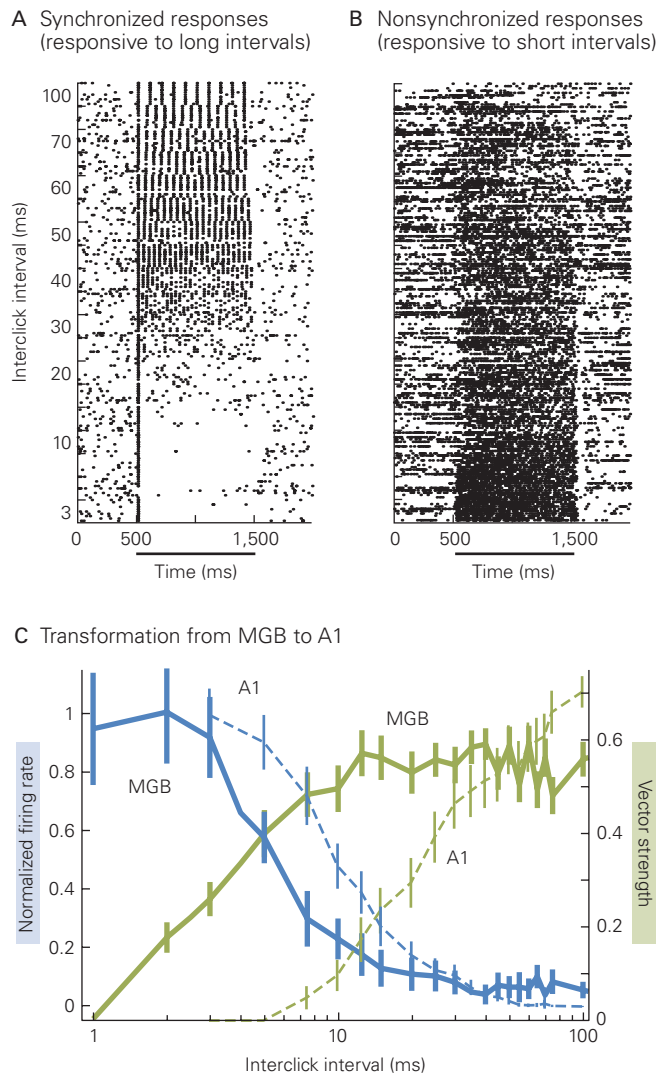 A Synchronized responses
(responsive to long intervals)
B Nonsynchronized responses
(responsive to short intervals)
Interclick interval (ms)
100
70
60
50
40
30
20
10
3
0 500 1,500
Time (ms)
0 500 1,500
Time (ms)
C Transformation from MGB to A1
Normalized firing rate
1
0.8
0.6
0.4
0.2
0
A1
MGB
MGB
A1
0.6
0.4
0.2
0
Vector strength
1 10 100
Interclick interval (ms)